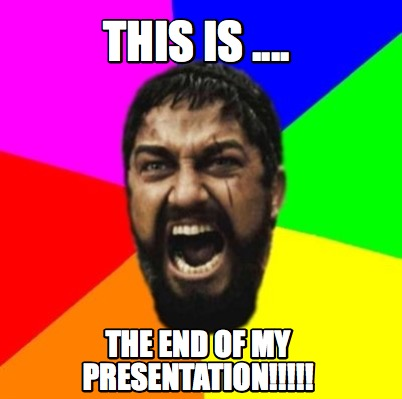 THIS IS ....
THE END OF MY
PRESENTATION!!!!!